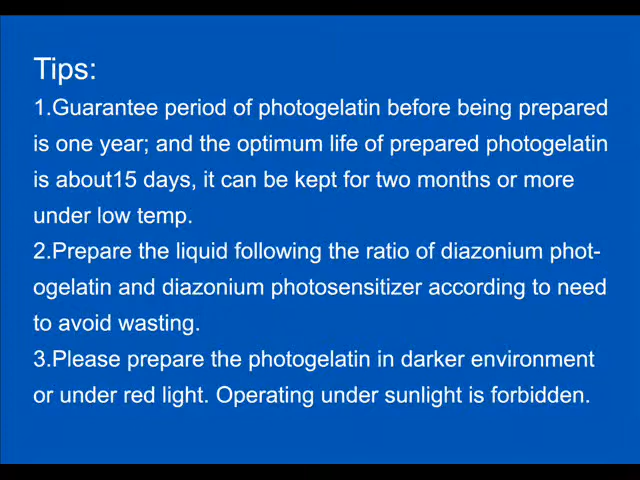 Tips:
1.Guarantee period of photogelatin before being prepared
is one year; and the optimum life of prepared photogelatin
is about15 days, it can be kept for two months or more
under low temp.
2.Prepare the liquid following the ratio of diazonium phot-
ogelatin and diazonium photosensitizer according to need
to avoid wasting.
3.Please prepare the photogelatin in darker environment
or under red light. Operating under sunlight is forbidden.